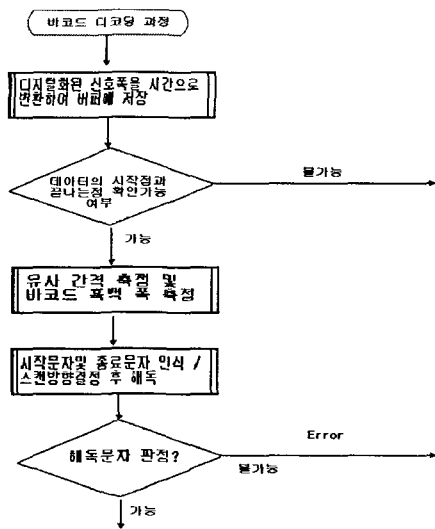 바코드 디코딩 과정
디지털화된 신호폭을 시간으로
변환하여 버퍼에 저장
데이터의 시작점과
끝나는점 확인가능
여부
불가능
가능
유사 간격 측정 및
바코드 흑백 폭 측정
시작문자및 종료문자 인식 /
스캔방향결정 후 해독
Error
해독문자 판정?
불가능
가능